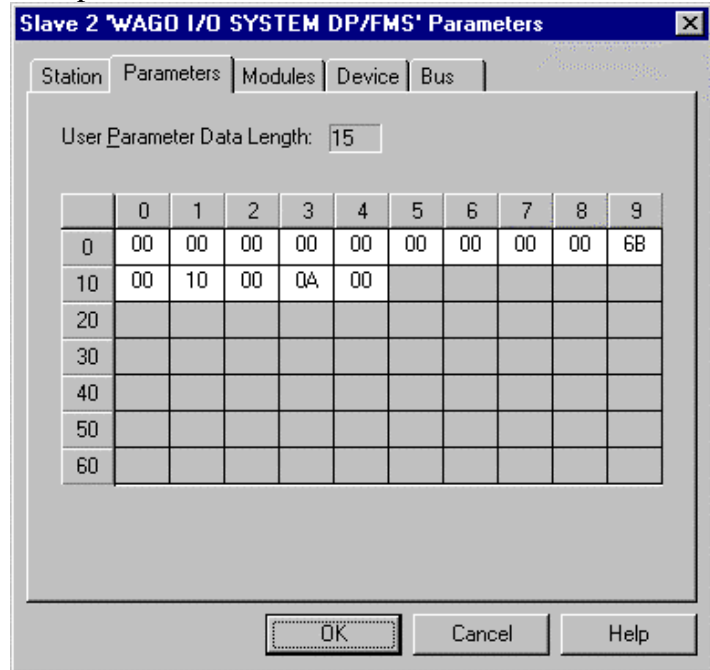 Slave 2 'WAGO I/O SYSTEM DP/FMS' Parameters
Station Parameters Modules Device Bus
User Parameter Data Length: 15
0 1 2 3 4 5 6 7 8 9
0 00 00 00 00 00 00 00 00 00 6B
10 00 10 00 0A 00
20
30
40
50
60
OK Cancel Help